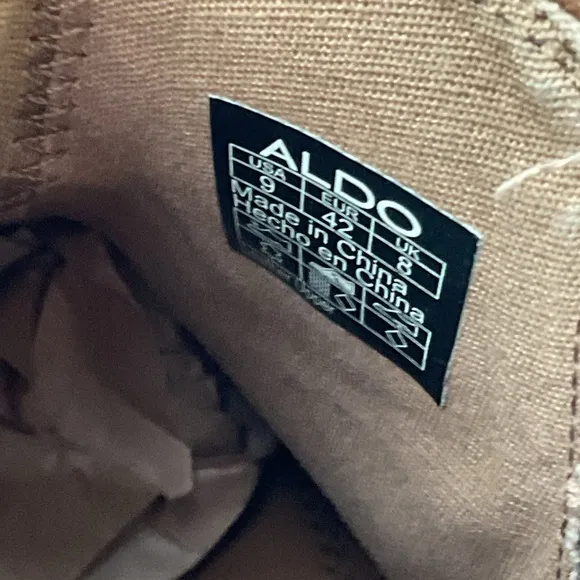 ALDO
USA EUR UK
9 42 8
Made in China
Hecho en China